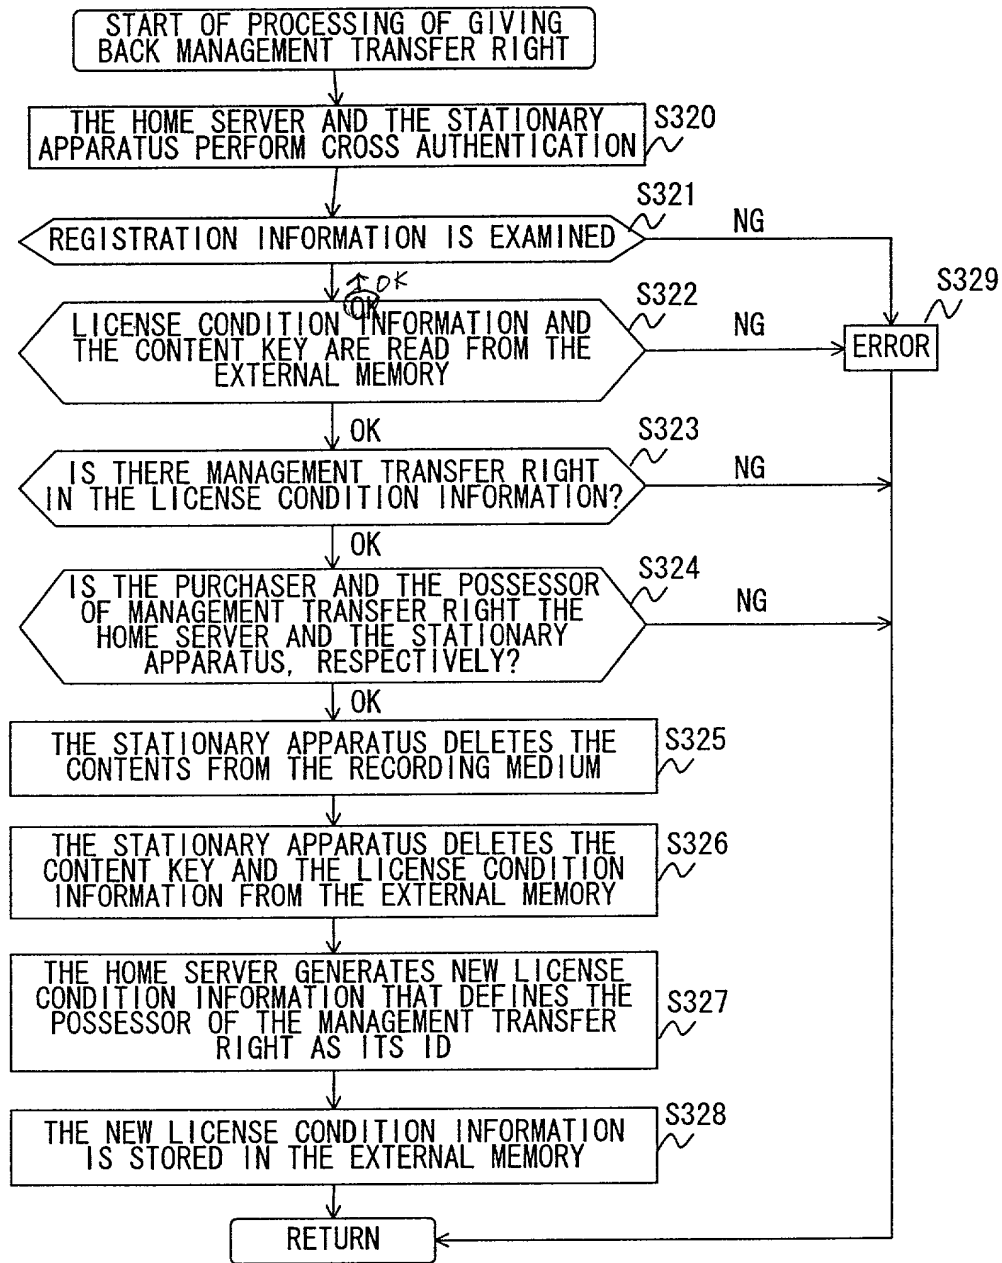 START OF PROCESSING OF GIVING
BACK MANAGEMENT TRANSFER RIGHT
THE HOME SERVER AND THE STATIONARY
APPARATUS PERFORM CROSS AUTHENTICATION
S320
REGISTRATION INFORMATION IS EXAMINED
S321
NG
↑ OK
OK
LICENSE CONDITION INFORMATION AND
THE CONTENT KEY ARE READ FROM THE
EXTERNAL MEMORY
S322
NG
S329
ERROR
OK
IS THERE MANAGEMENT TRANSFER RIGHT
IN THE LICENSE CONDITION INFORMATION?
S323
NG
OK
IS THE PURCHASER AND THE POSSESSOR
OF MANAGEMENT TRANSFER RIGHT THE
HOME SERVER AND THE STATIONARY
APPARATUS, RESPECTIVELY?
S324
NG
OK
THE STATIONARY APPARATUS DELETES THE
CONTENTS FROM THE RECORDING MEDIUM
S325
THE STATIONARY APPARATUS DELETES THE
CONTENT KEY AND THE LICENSE CONDITION
INFORMATION FROM THE EXTERNAL MEMORY
S326
THE HOME SERVER GENERATES NEW LICENSE
CONDITION INFORMATION THAT DEFINES THE
POSSESSOR OF THE MANAGEMENT TRANSFER
RIGHT AS ITS ID
S327
THE NEW LICENSE CONDITION INFORMATION
IS STORED IN THE EXTERNAL MEMORY
S328
RETURN